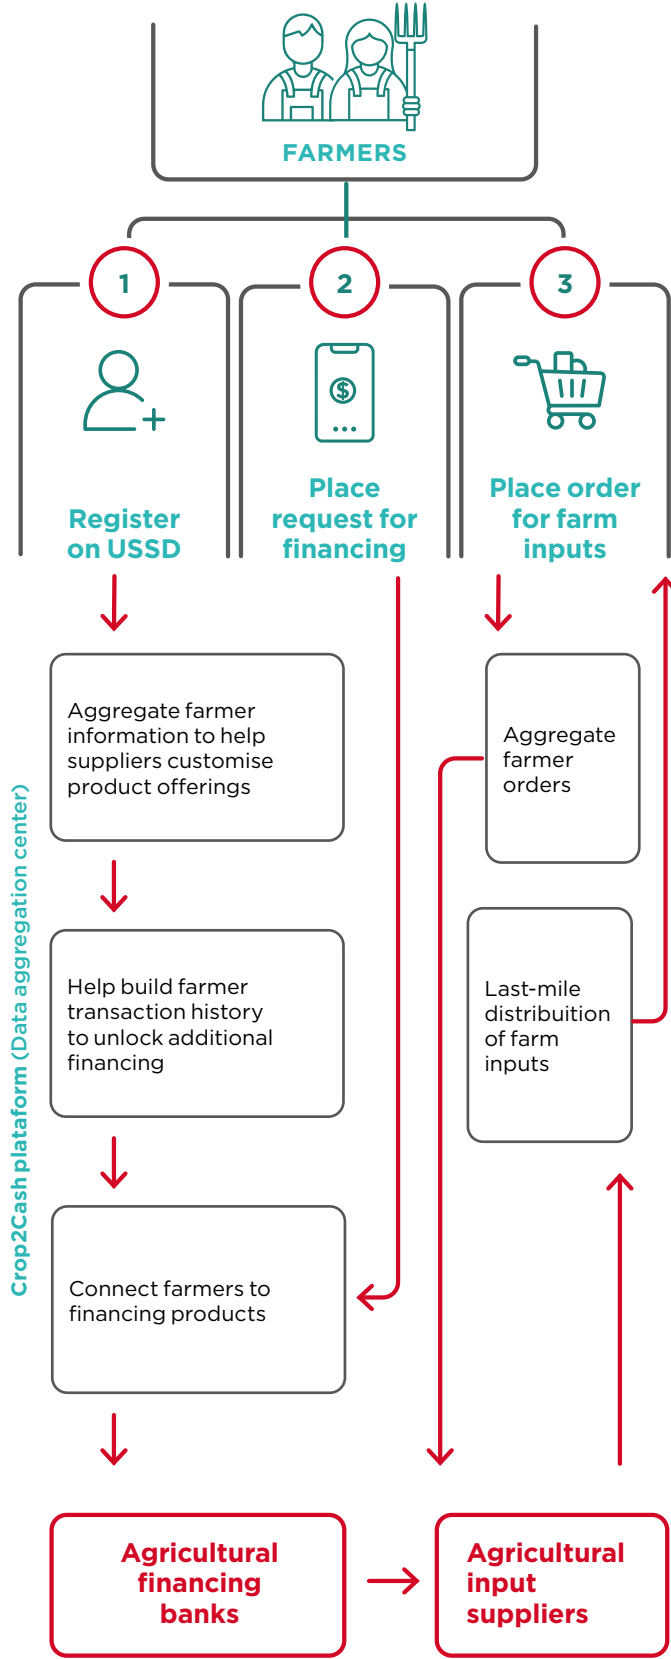 FARMERS
1
2
3
Register
on USSD
Place
request for
financing
Place order
for farm
inputs
Aggregate farmer
information to help
suppliers customise
product offerings
Aggregate
farmer
orders
Crop2Cash plataform (Data aggregation center)
Help build farmer
transaction history
to unlock additional
financing
Last-mile
distribuition
of farm
inputs
Connect farmers to
financing products
Agricultural
financing
banks
Agricultural
input
suppliers